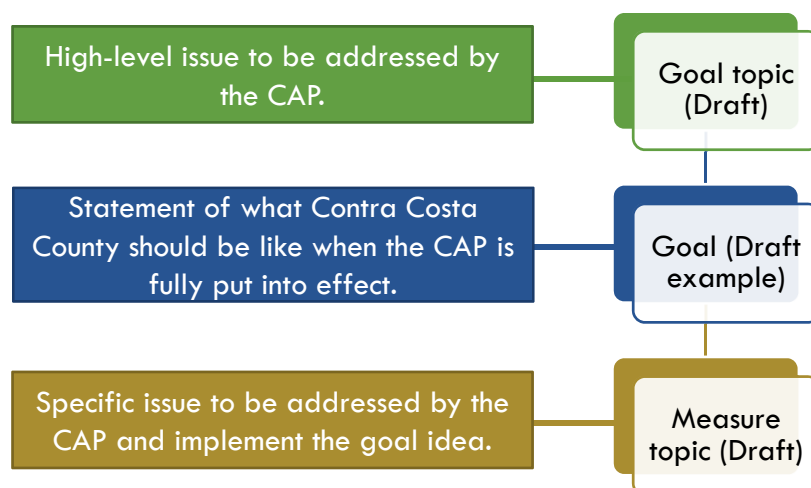 High-level issue to be addressed by
the CAP.
Goal topic
(Draft)
Statement of what Contra Costa
County should be like when the CAP is
fully put into effect.
Goal (Draft
example)
Specific issue to be addressed by the
CAP and implement the goal idea.
Measure
topic (Draft)